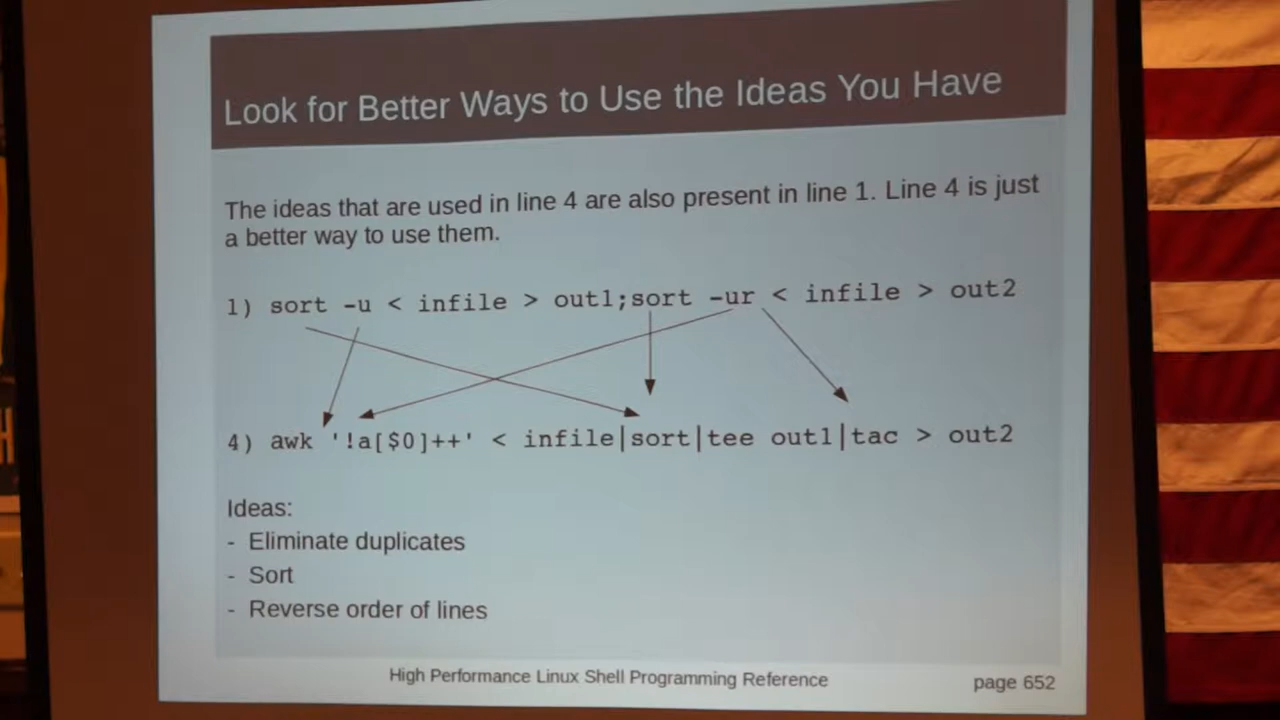 Look for Better Ways to Use the Ideas You Have
The ideas that are used in line 4 are also present in line 1. Line 4 is just
a better way to use them.
1) sort -u < infile > out1;sort -ur < infile > out2
4) awk '!a[$0]++' < infile|sort|tee out1|tac > out2
Ideas:
- Eliminate duplicates
- Sort
- Reverse order of lines
High Performance Linux Shell Programming Reference page 652